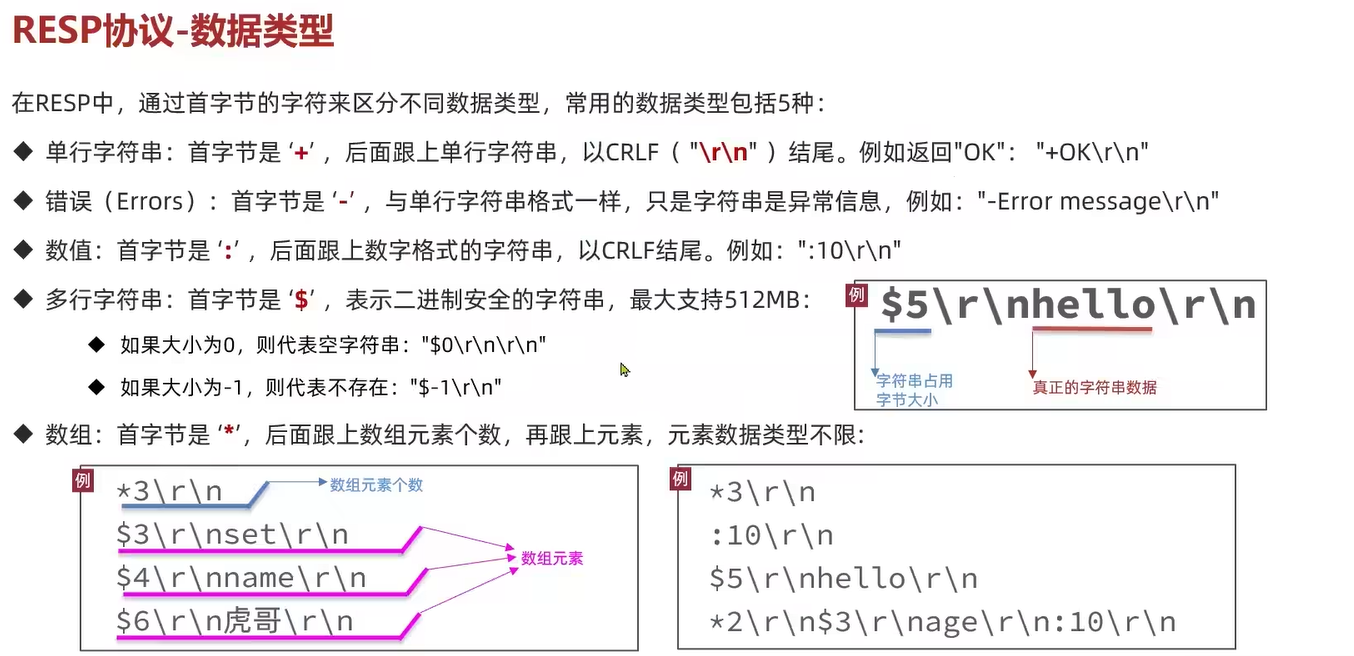 RESP协议-数据类型
在RESP中，通过首字节的字符来区分不同数据类型，常用的数据类型包括5种：
◆ 单行字符串：首字节是 ‘+’ ，后面跟上单行字符串，以CRLF（ "\r\n" ）结尾。例如返回"OK"： "+OK\r\n"
◆ 错误（Errors）：首字节是 ‘-’ ，与单行字符串格式一样，只是字符串是异常信息，例如："-Error message\r\n"
◆ 数值：首字节是 ‘:’ ，后面跟上数字格式的字符串，以CRLF结尾。例如：":10\r\n"
◆ 多行字符串：首字节是 ‘$’ ，表示二进制安全的字符串，最大支持512MB：
◆ 如果大小为0，则代表空字符串："$0\r\n\r\n"
◆ 如果大小为-1，则代表不存在："$-1\r\n"
例
$5\r\nhello\r\n
字符串占用
字节大小
真正的字符串数据
◆ 数组：首字节是 ‘*’，后面跟上数组元素个数，再跟上元素，元素数据类型不限：
例
*3\r\n
数组元素个数
$3\r\nset\r\n
$4\r\nname\r\n
$6\r\n虎哥\r\n
数组元素
例
*3\r\n
:10\r\n
$5\r\nhello\r\n
*2\r\n$3\r\nage\r\n:10\r\n